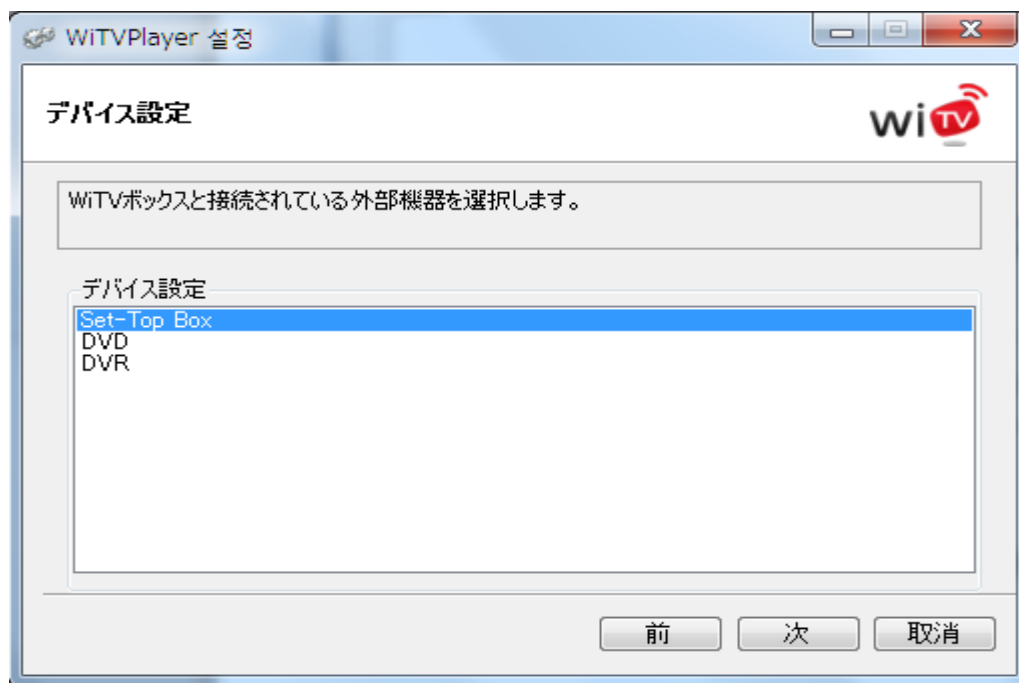 WiTVPlayer 설정
デバイス設定
wiTV
WiTVボックスと接続されている外部機器を選択します。
デバイス設定
Set-Top Box
DVD
DVR
前 次 取消